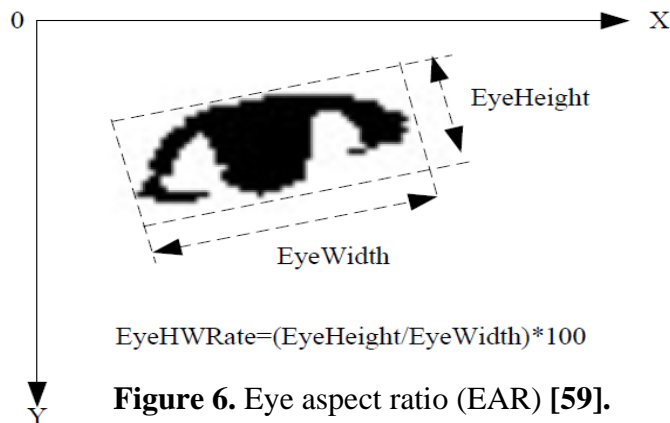 0
X
EyeHeight
EyeWidth
EyeHWRate=(EyeHeight/EyeWidth)*100
Y
Figure 6. Eye aspect ratio (EAR) [59].